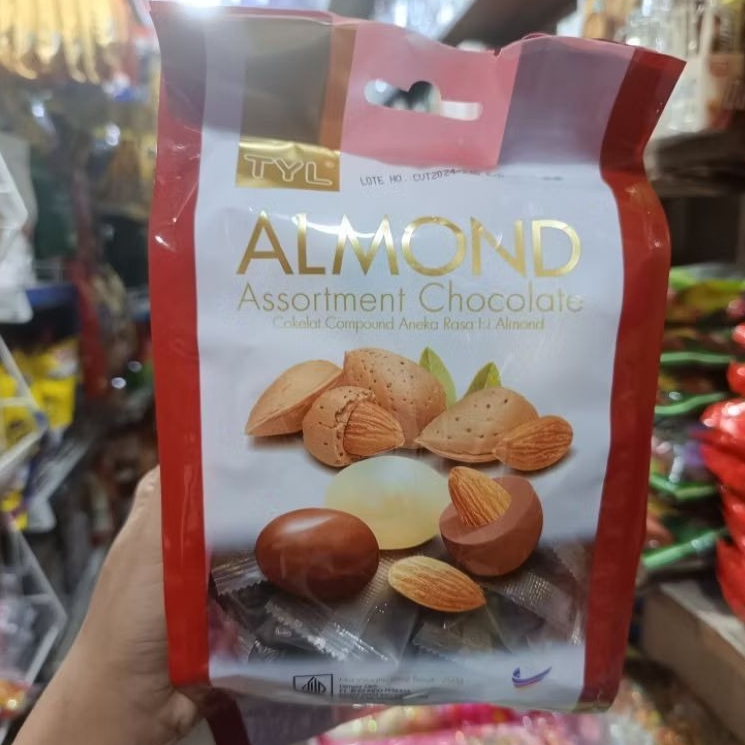 TYL
LOTE NO. CUT2024
ALMOND
Assortment Chocolate
Cokelat Compound Aneka Rasa Isi Almond